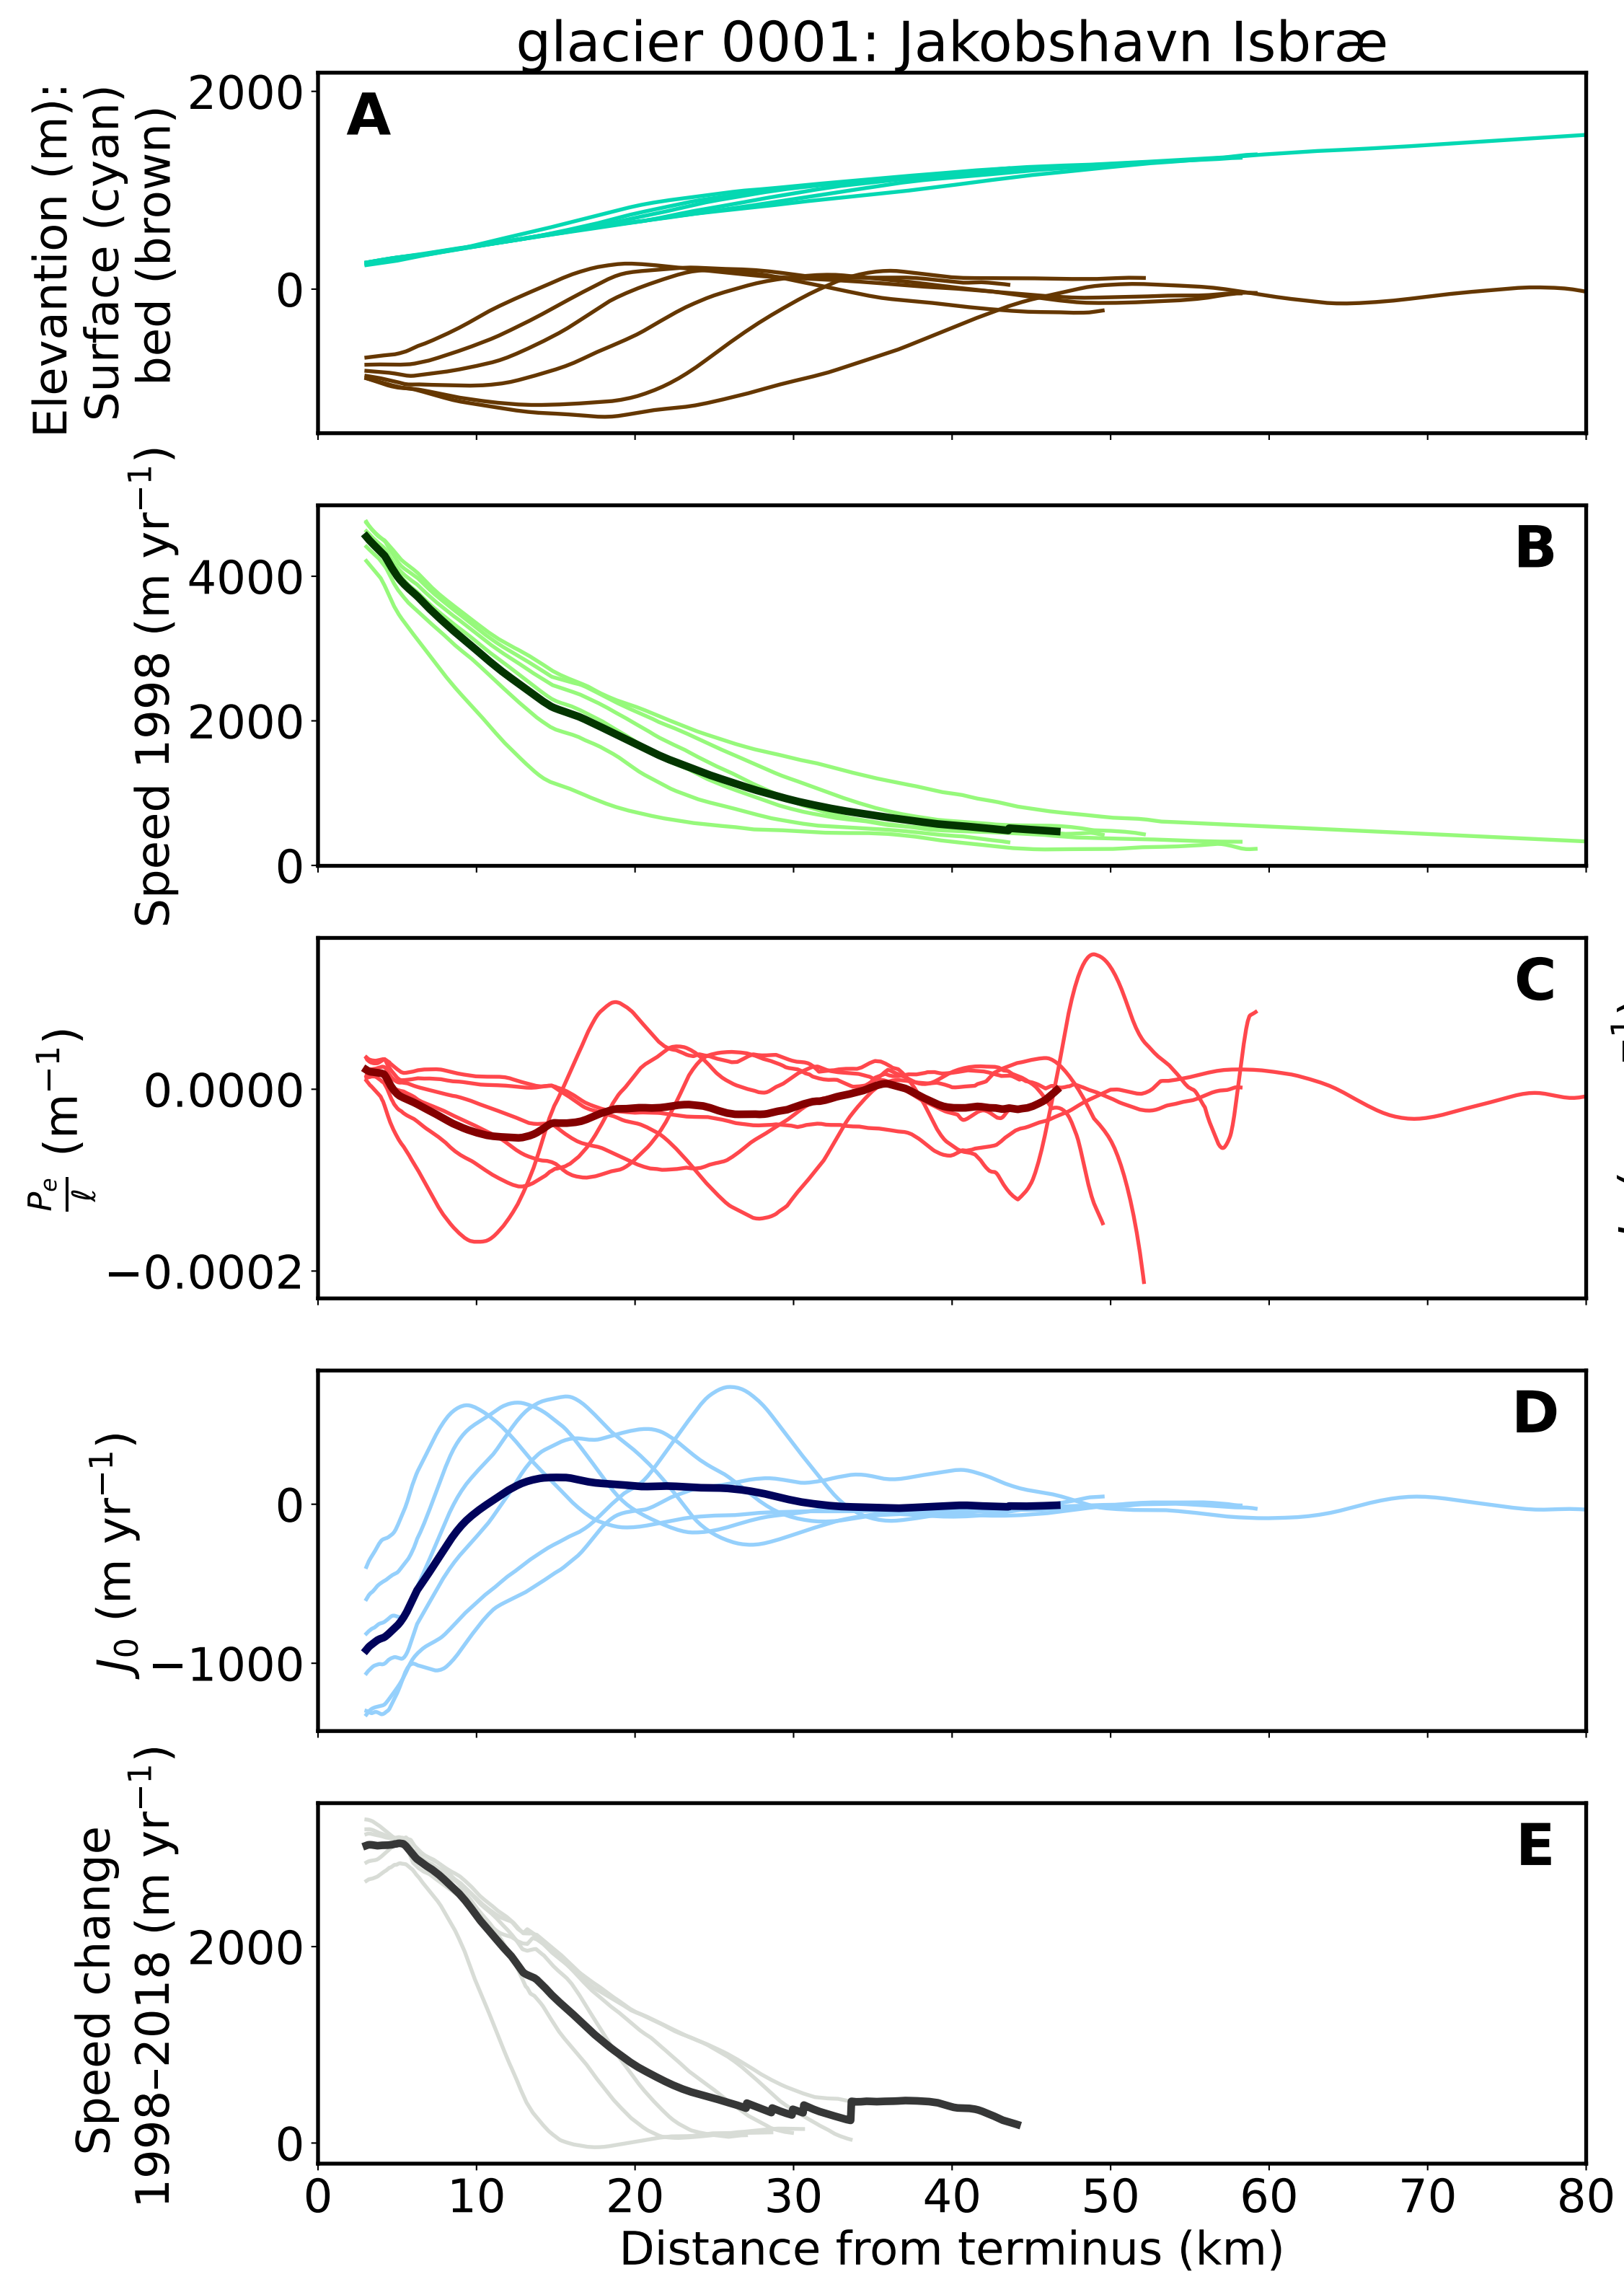 glacier 0001: Jakobshavn Isbræ
Elevantion (m):
Surface (cyan)
bed (brown)
2000
0
A
Speed 1998 (m yr⁻¹)
4000
2000
0
B
Pₑ/ℓ (m⁻¹)
0.0000
−0.0002
C
J₀ (m yr⁻¹)
0
−1000
D
Speed change
1998–2018 (m yr⁻¹)
2000
0
E
0 10 20 30 40 50 60 70 80
Distance from terminus (km)